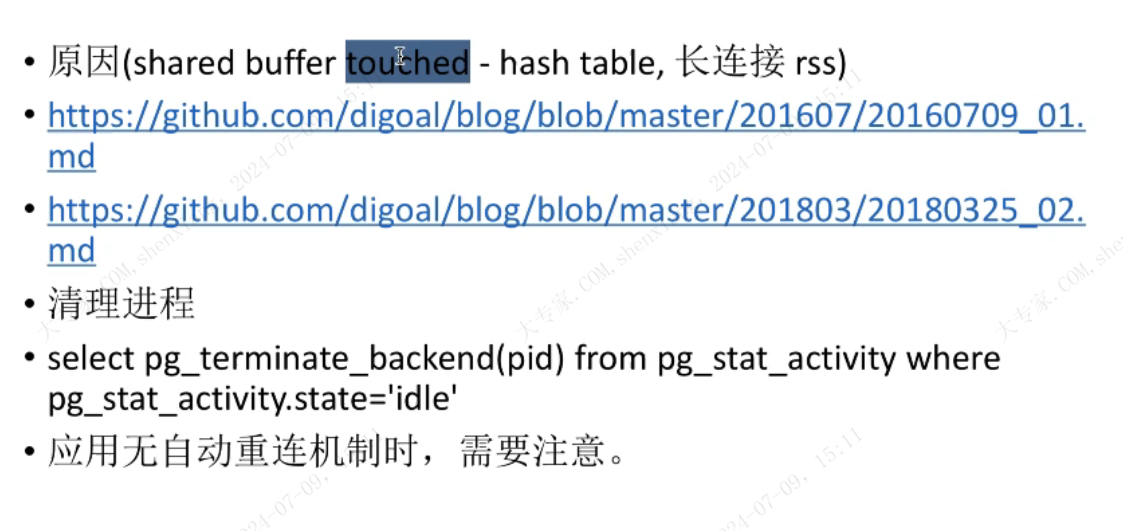 • 原因(shared buffer touched - hash table, 长连接 rss)
• https://github.com/digoal/blog/blob/master/201607/20160709_01.
md
• https://github.com/digoal/blog/blob/master/201803/20180325_02.
md
• 清理进程
• select pg_terminate_backend(pid) from pg_stat_activity where
pg_stat_activity.state='idle'
• 应用无自动重连机制时，需要注意。